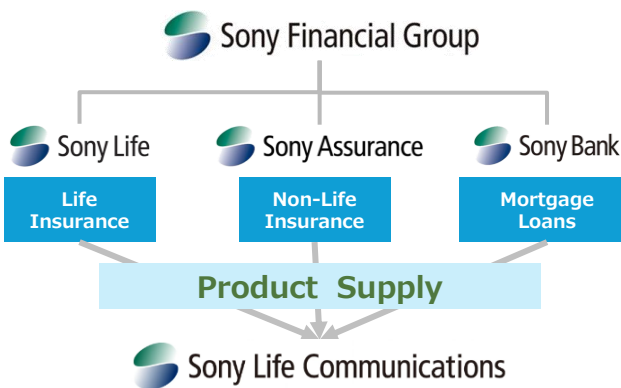 Sony Financial Group
Sony Life
Sony Assurance
Sony Bank
Life
Insurance
Non-Life
Insurance
Mortgage
Loans
Product Supply
Sony Life Communications